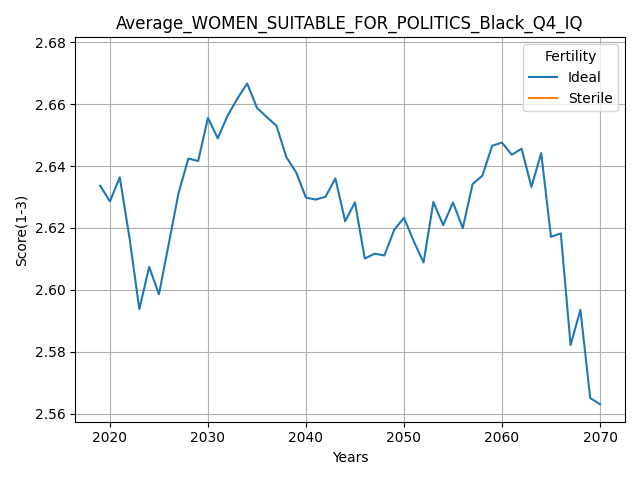 Average_WOMEN_SUITABLE_FOR_POLITICS_Black_Q4_IQ
Fertility
Ideal
Sterile
Score(1-3)
2.68
2.66
2.64
2.62
2.60
2.58
2.56
2020
2030
2040
2050
2060
2070
Years